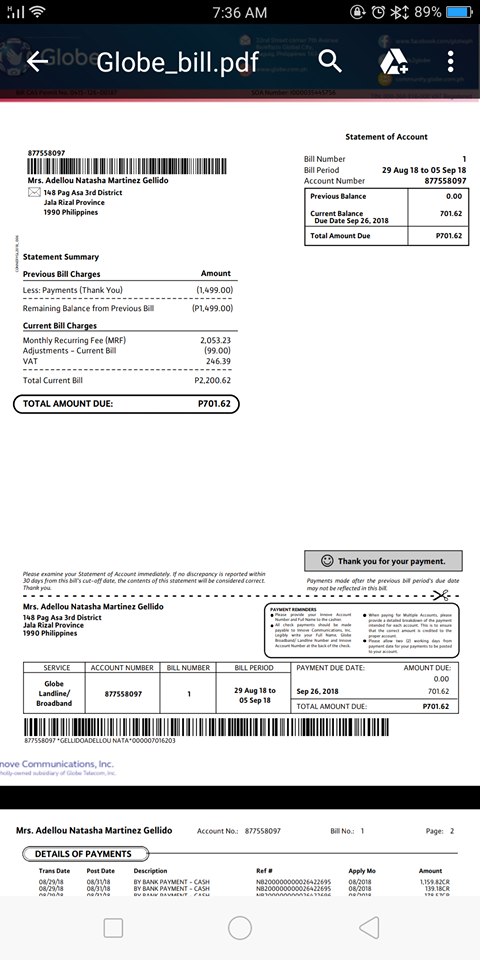 H
7:36 AM
89%
Globe_bill.pdf
Statement of Account
877558097
Mrs. Adellou Natasha Martinez Gellido
148 Pag Asa 3rd District
Jala Rizal Province
1990 Philippines
Bill Number 1
Bill Period 29 Aug 18 to 05 Sep 18
Account Number 877558097
Previous Balance 0.00
Current Balance 701.62
Due Date Sep 26, 2018
Total Amount Due P701.62
Statement Summary
Previous Bill Charges Amount
Less: Payments (Thank You) (1,499.00)
Remaining Balance from Previous Bill (P1,499.00)
Current Bill Charges
Monthly Recurring Fee (MRF) 2,053.23
Adjustments - Current Bill (99.00)
VAT 246.39
Total Current Bill P2,200.62
TOTAL AMOUNT DUE: P701.62
Thank you for your payment.
Please examine your Statement of Account immediately. If no discrepancy is reported within
30 days from this bill's cut-off date, the contents of this statement will be considered correct.
Thank you.
Payments made after the previous bill period's due date
may not be reflected in this bill.
Mrs. Adellou Natasha Martinez Gellido
148 Pag Asa 3rd District
Jala Rizal Province
1990 Philippines
PAYMENT REMINDERS
Please provide your Innove Account
Number and Full Name to the cashier.
All check payments should be made
payable to Innove Communications, Inc.
Legibly write your Full Name, Globe
Broadband/ Landline Number and Innove
Account Number at the back of the check.
When paying for Multiple Accounts, please
provide a detailed breakdown of the payment
intended for each account. This is to ensure
that the correct amount is credited to the
proper account.
Please allow two (2) working days from
payment date for your payments to be posted
to your account.
SERVICE ACCOUNT NUMBER BILL NUMBER BILL PERIOD PAYMENT DUE DATE: AMOUNT DUE:
0.00
Globe
Landline/
Broadband
877558097
1
29 Aug 18 to
05 Sep 18
Sep 26, 2018 701.62
TOTAL AMOUNT DUE: P701.62
877558097 *GELLIDOADELLOU NATA*000007016203
nove Communications, Inc.
holly-owned subsidiary of Globe Telecom, Inc.
Mrs. Adellou Natasha Martinez Gellido Account No.: 877558097 Bill No.: 1 Page: 2
DETAILS OF PAYMENTS
Trans Date Post Date Description Ref # Apply Mo Amount
08/29/18 08/31/18 BY BANK PAYMENT - CASH NB200000000026422695 08/2018 1,159.82CR
08/29/18 08/31/18 BY BANK PAYMENT - CASH NB200000000026422695 08/2018 139.18CR
08/29/18 08/31/18 BY BANK PAYMENT - CASH NB200000000026422695 08/2018